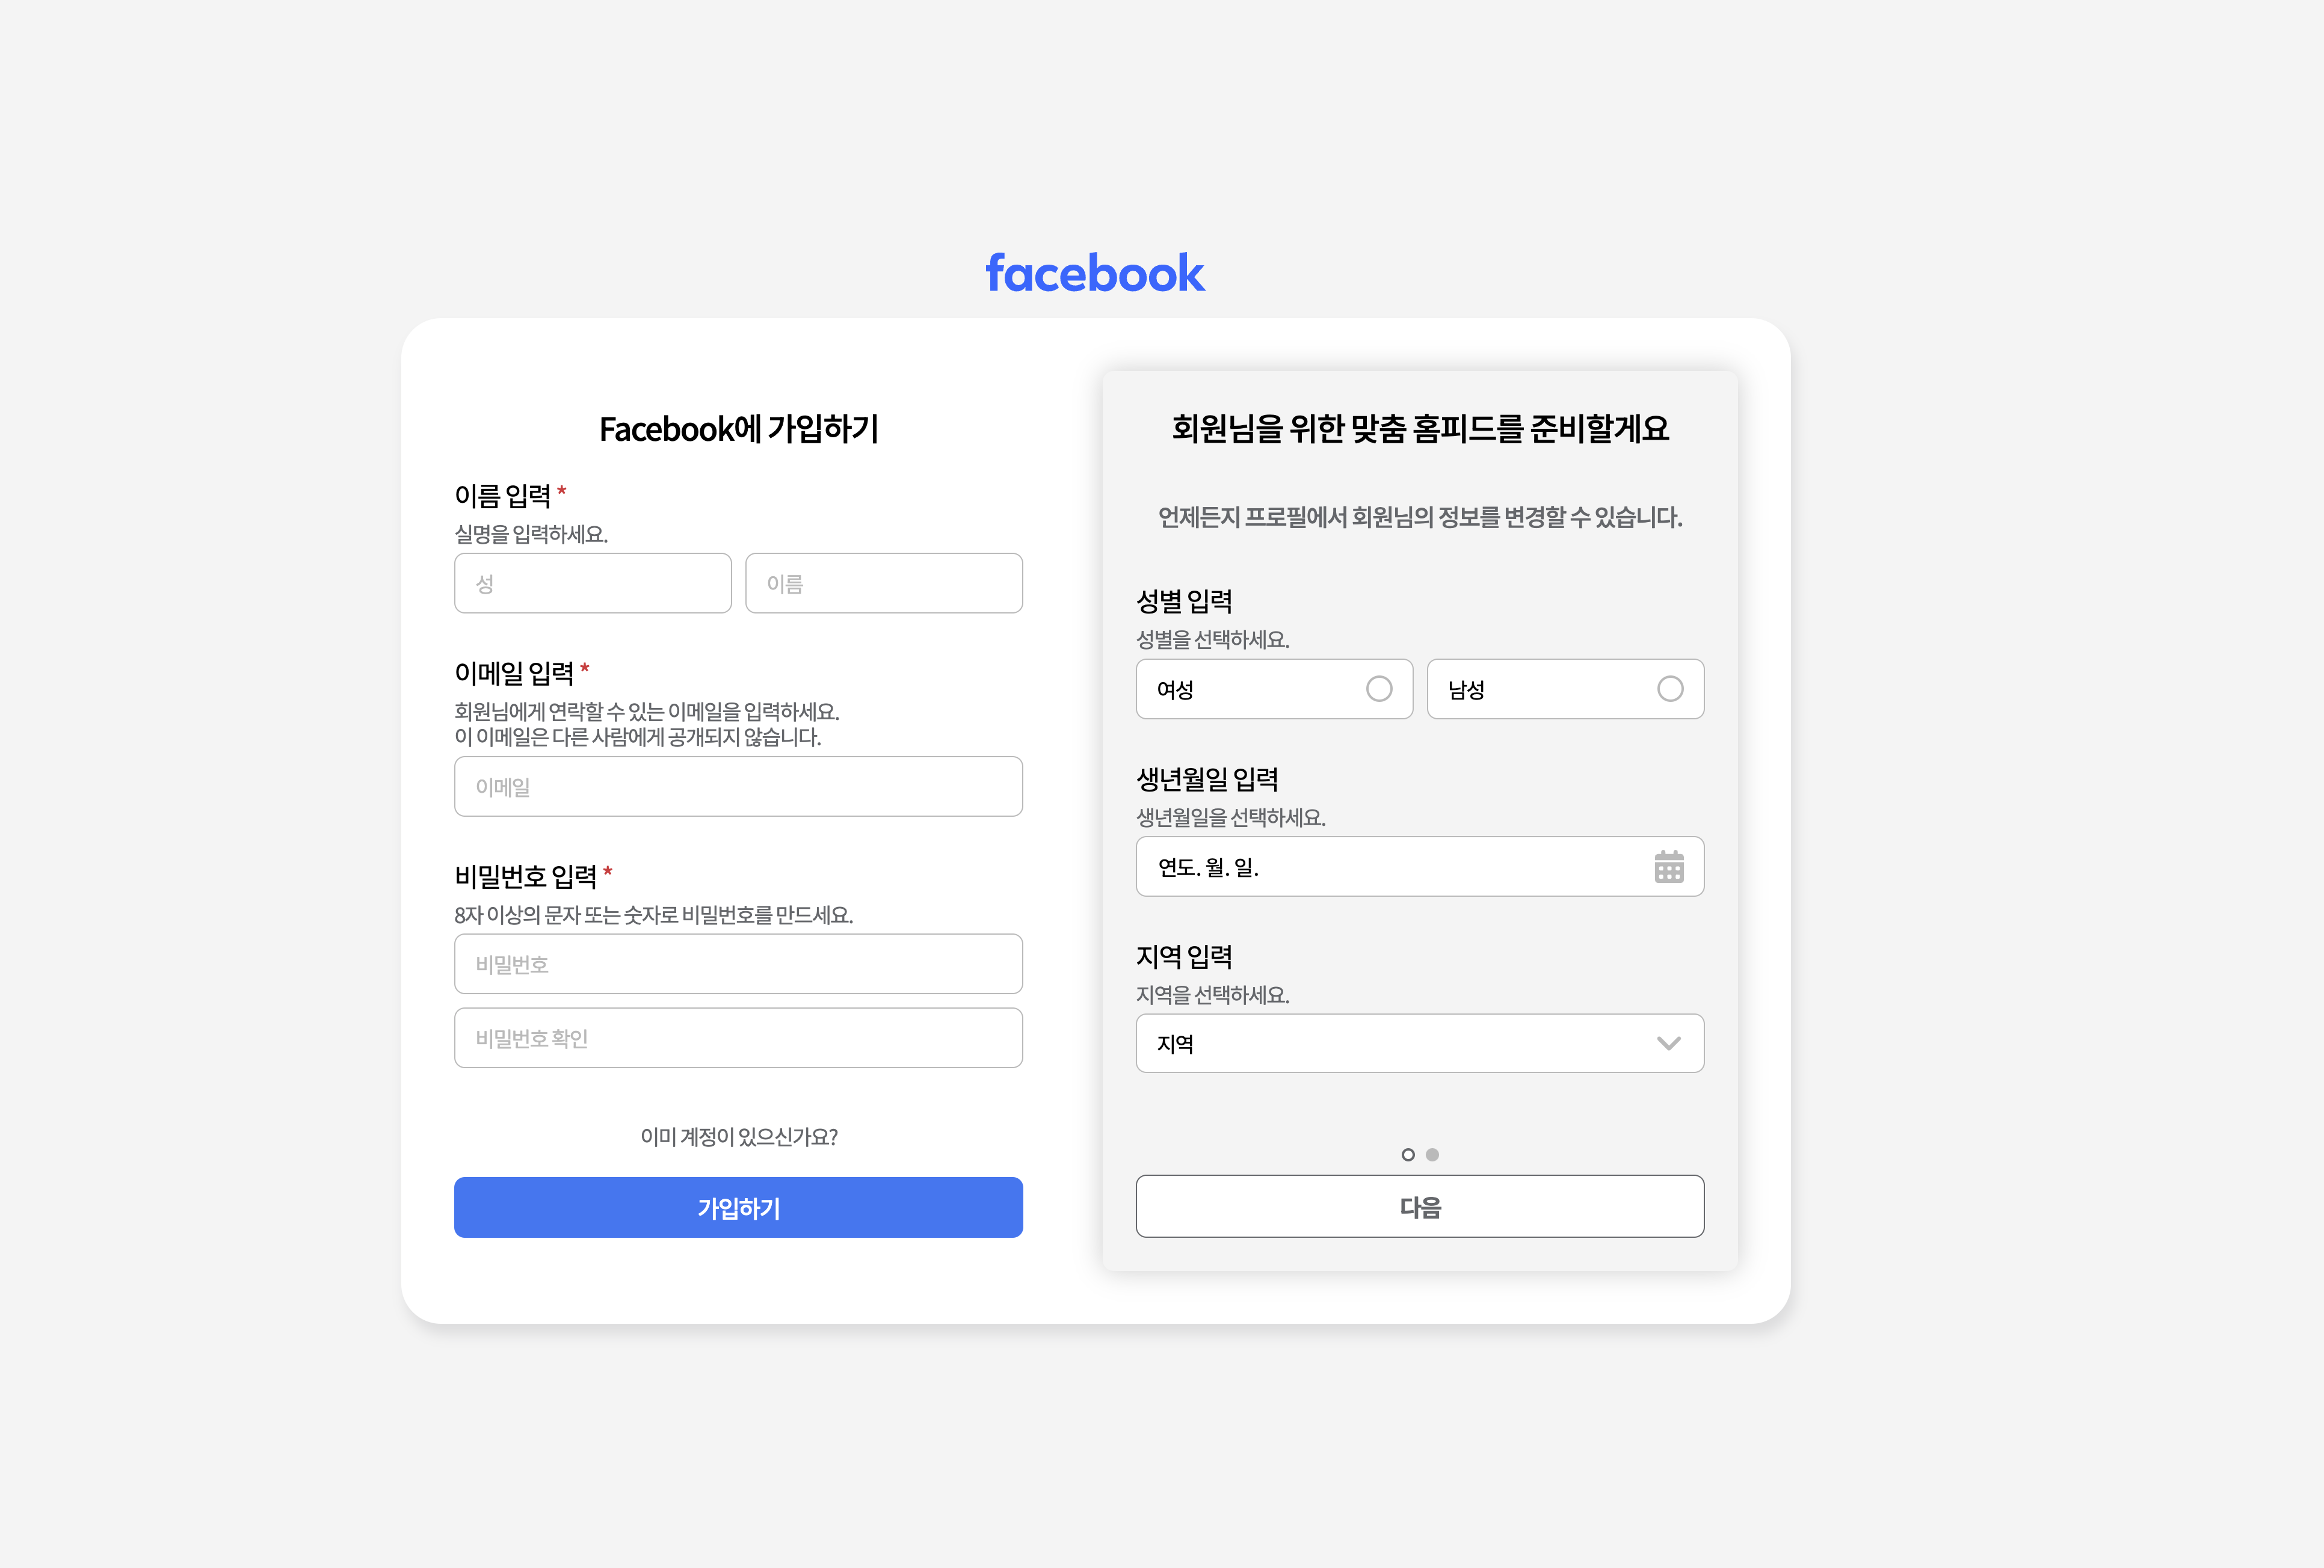 facebook
Facebook에 가입하기
이름 입력 *
실명을 입력하세요.
성
이름
이메일 입력 *
회원님에게 연락할 수 있는 이메일을 입력하세요.
이 이메일은 다른 사람에게 공개되지 않습니다.
이메일
비밀번호 입력 *
8자 이상의 문자 또는 숫자로 비밀번호를 만드세요.
비밀번호
비밀번호 확인
이미 계정이 있으신가요?
가입하기
회원님을 위한 맞춤 홈피드를 준비할게요
언제든지 프로필에서 회원님의 정보를 변경할 수 있습니다.
성별 입력
성별을 선택하세요.
여성
남성
생년월일 입력
생년월일을 선택하세요.
연도. 월. 일.
지역 입력
지역을 선택하세요.
지역
다음